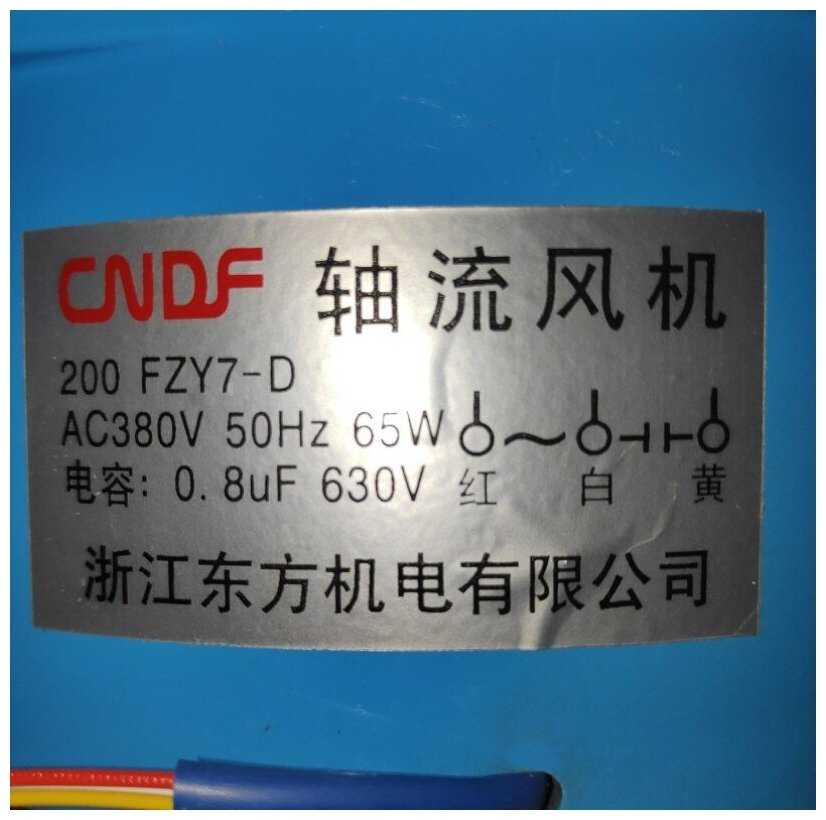 CNDF 轴流风机
200 FZY7-D
AC380V 50Hz 65W
电容: 0.8uF 630V 红 白 黄
浙江东方机电有限公司